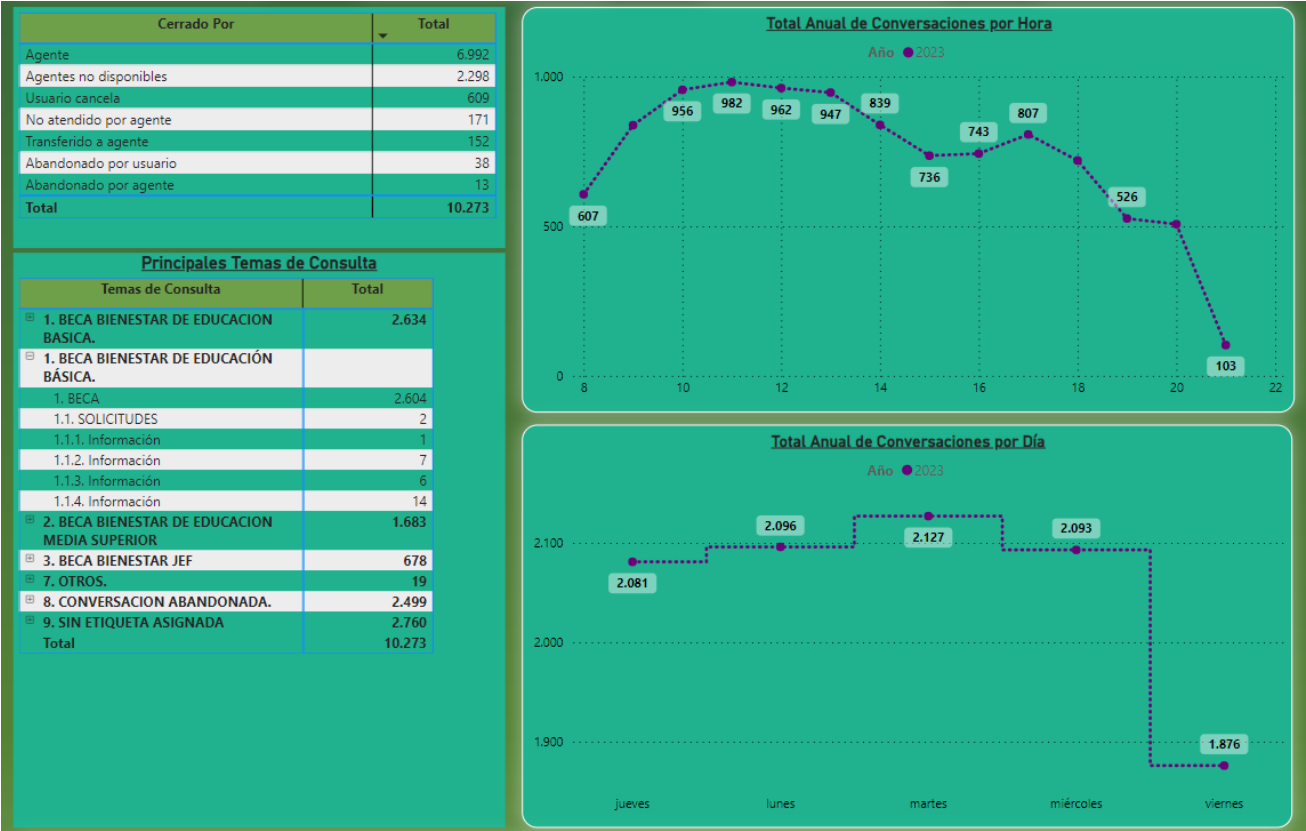 Cerrado Por Total
Agente 6.992
Agentes no disponibles 2.298
Usuario cancela 609
No atendido por agente 171
Transferido a agente 152
Abandonado por usuario 38
Abandonado por agente 13
Total 10.273
Principales Temas de Consulta
Temas de Consulta Total
1. BECA BIENESTAR DE EDUCACION 2.634
BASICA.
1. BECA BIENESTAR DE EDUCACIÓN
BÁSICA.
1. BECA 2.604
1.1. SOLICITUDES 2
1.1.1. Información 1
1.1.2. Información 7
1.1.3. Información 6
1.1.4. Información 14
2. BECA BIENESTAR DE EDUCACION 1.683
MEDIA SUPERIOR
3. BECA BIENESTAR JEF 678
7. OTROS. 19
8. CONVERSACION ABANDONADA. 2.499
9. SIN ETIQUETA ASIGNADA 2.760
Total 10.273
Total Anual de Conversaciones por Hora
Año 2023
1.000
500
0
607
956
982
962
947
839
736
743
807
526
103
8 10 12 14 16 18 20 22
Total Anual de Conversaciones por Día
Año 2023
2.100
2.000
1.900
2.081
2.096
2.127
2.093
1.876
jueves lunes martes miércoles viernes